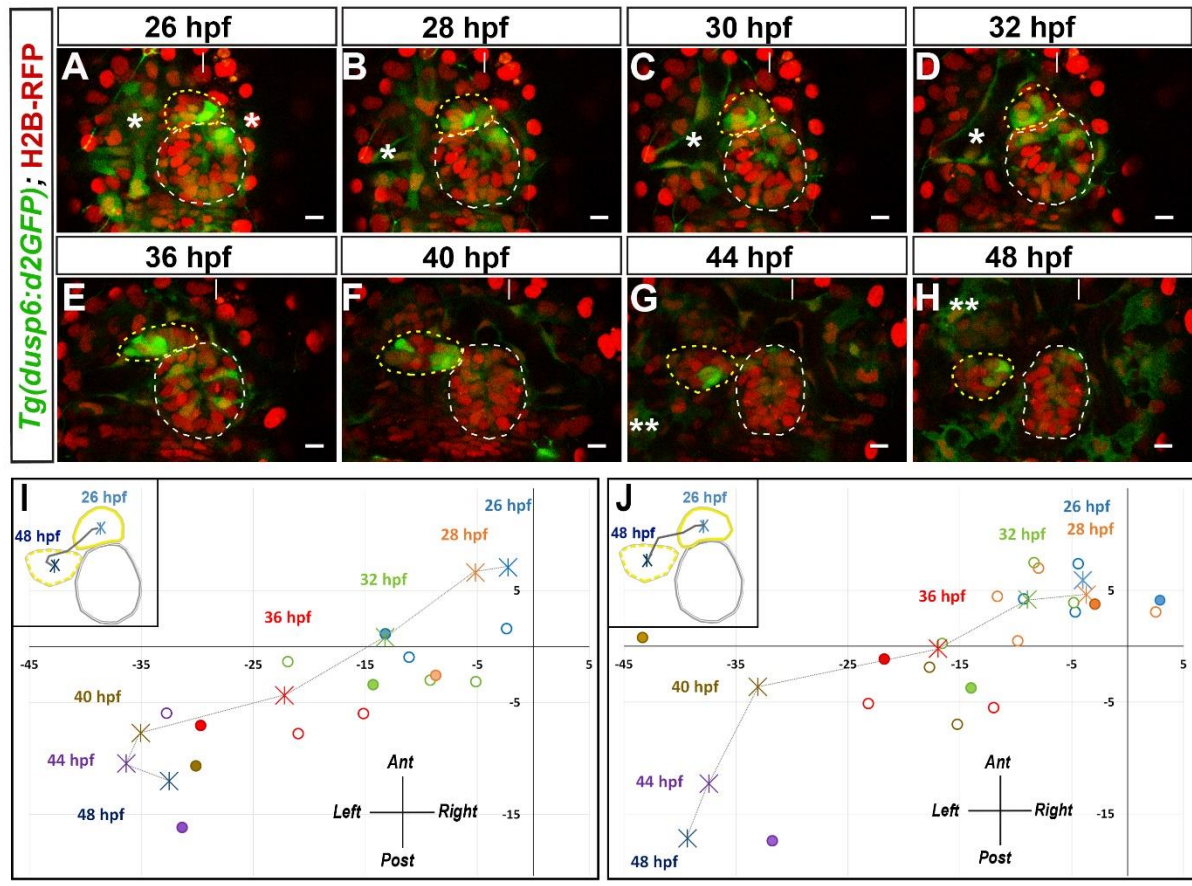 Tg(dusp6:d2GFP); H2B-RFP
26 hpf
28 hpf
30 hpf
32 hpf
A
*
*
B
*
C
*
D
*
36 hpf
40 hpf
44 hpf
48 hpf
E
F
G
**
H
**
I
26 hpf
48 hpf
26 hpf
28 hpf
32 hpf
5
36 hpf
-45
-35
-25
-15
-5
5
-5
40 hpf
44 hpf
48 hpf
-15
Ant
Left
Right
Post
J
26 hpf
48 hpf
26 hpf
28 hpf
32 hpf
5
36 hpf
-45
-35
-25
-15
-5
5
-5
40 hpf
44 hpf
48 hpf
-15
Ant
Left
Right
Post